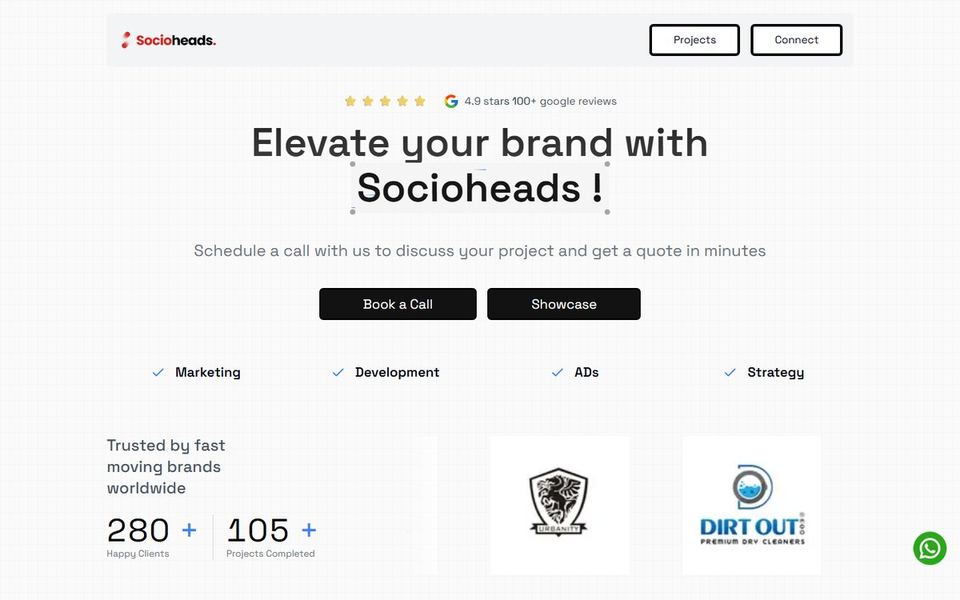 Socioheads.
Projects
Connect
4.9 stars 100+ google reviews
Elevate your brand with
Socioheads !
Schedule a call with us to discuss your project and get a quote in minutes
Book a Call
Showcase
Marketing
Development
ADs
Strategy
Trusted by fast
moving brands
worldwide
280 +
Happy Clients
105 +
Projects Completed
URBANITY
DIRT OUT
PREMIUM DRY CLEANERS